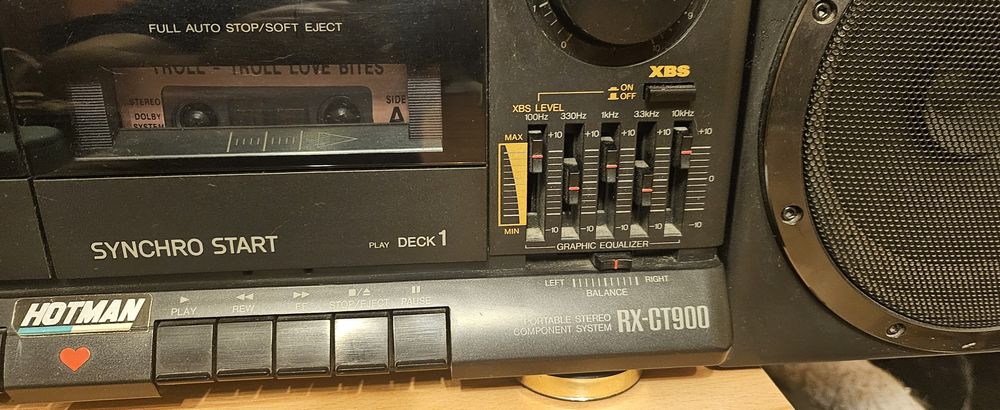 FULL AUTO STOP/SOFT EJECT
TROLL - TROLL LOVE BITES
STEREO
DOLBY
SYSTEM
SIDE
A
SYNCHRO START
PLAY DECK 1
9
10
0
XBS
ON
OFF
XBS LEVEL
100Hz 330Hz 1kHz 3.3kHz 10kHz
MAX +10 +10 +10 +10 +10
0
MIN -10 -10 -10 -10 -10
GRAPHIC EQUALIZER
LEFT RIGHT
BALANCE
HOTMAN
PLAY REW FF STOP/EJECT PAUSE
PORTABLE STEREO
COMPONENT SYSTEM RX-CT900